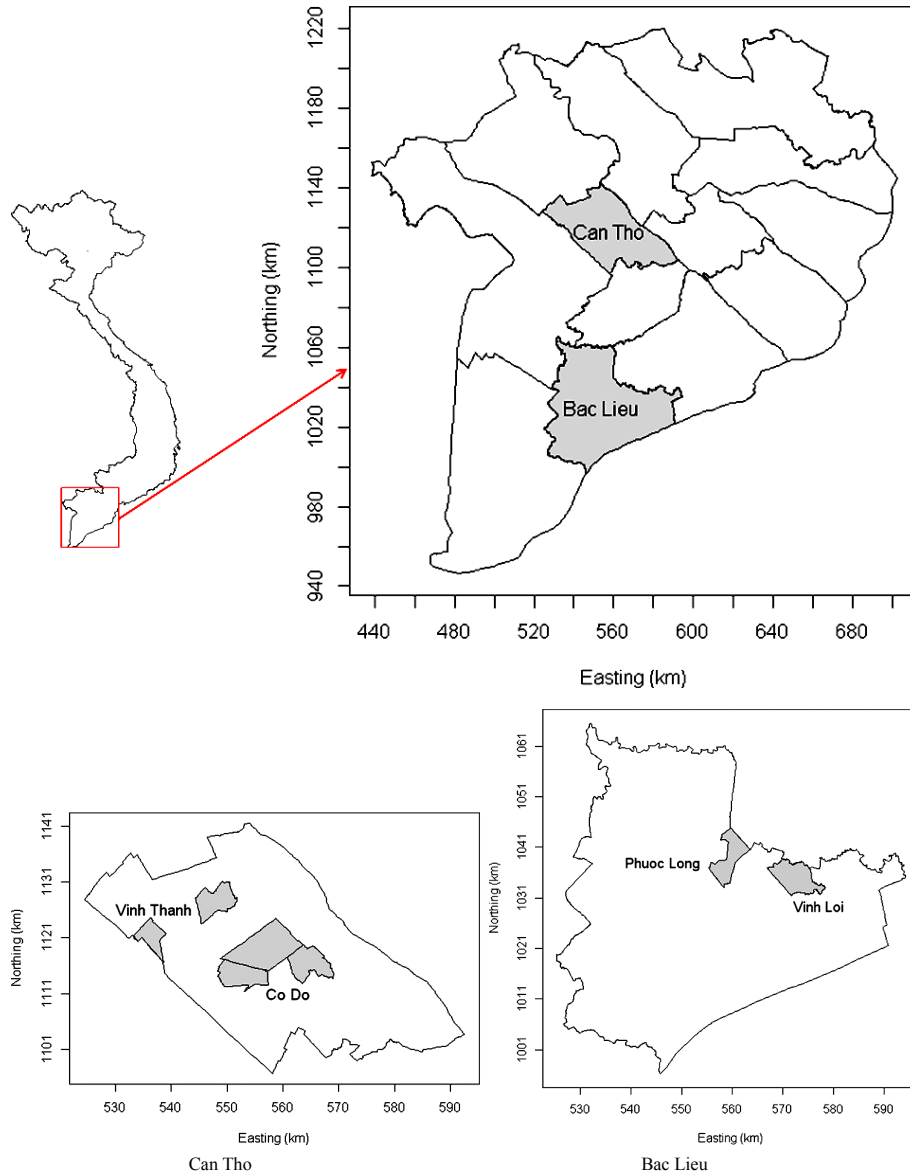 1220
1180
1140
1100
1060
1020
980
940
Northing (km)
Can Tho
Bac Lieu
440 480 520 560 600 640 680
Easting (km)
1141
1131
1121
1111
1101
Northing (km)
Vinh Thanh
Co Do
530 540 550 560 570 580 590
Easting (km)
Can Tho
1061
1051
1041
1031
1021
1011
1001
Northing (km)
Phuoc Long
Vinh Loi
530 540 550 560 570 580 590
Easting (km)
Bac Lieu